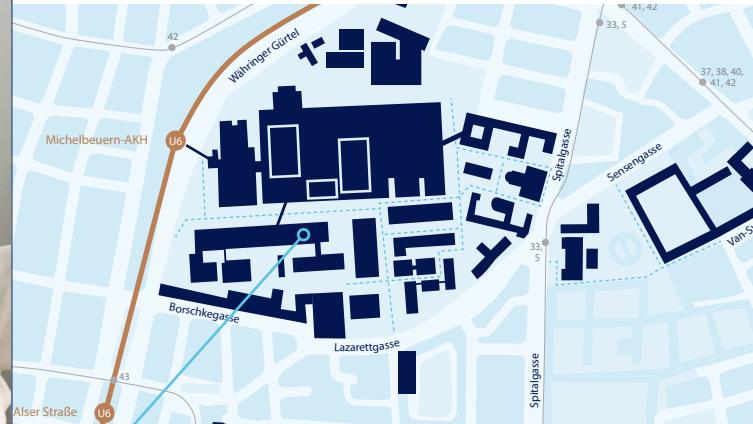 41, 42
33, 5
42
Währinger Gürtel
37, 38, 40,
41, 42
Michelbeuern-AKH
U6
Spitalgasse
Sensengasse
33,
5
Borschkegasse
Lazarettgasse
43
Spitalgasse
Alser Straße
U6